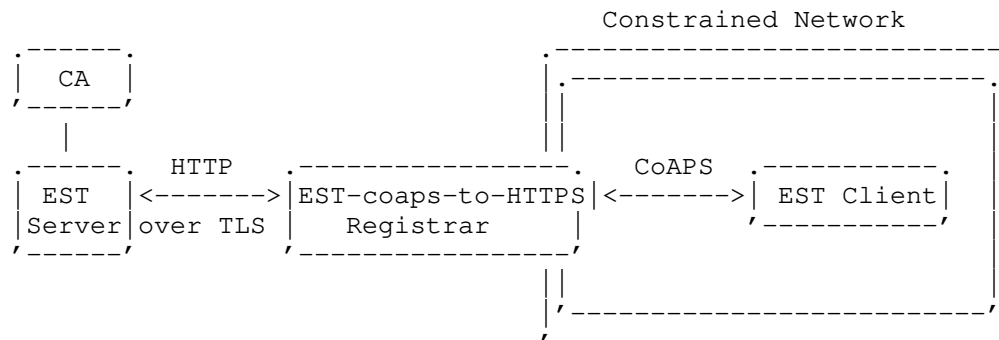 Constrained Network
CA
HTTP
CoAPS
EST
<------->
EST-coaps-to-HTTPS
<------->
EST Client
Server
over TLS
Registrar